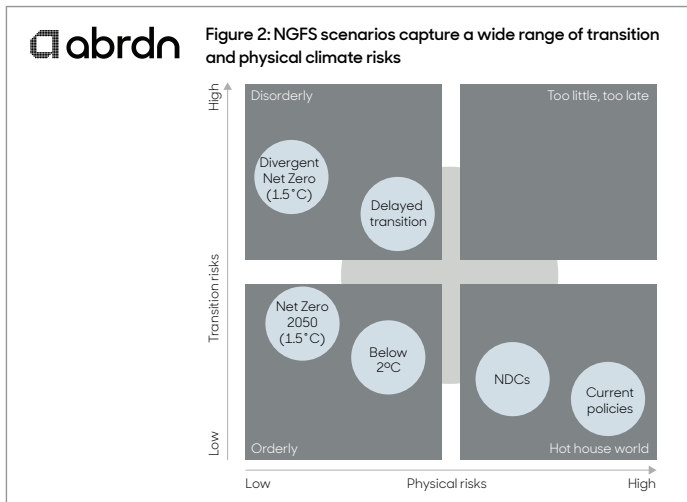 abrdn
Figure 2: NGFS scenarios capture a wide range of transition
and physical climate risks
High
Transition risks
Low
Disorderly
Too little, too late
Divergent
Net Zero
(1.5˚C)
Delayed
transition
Net Zero
2050
(1.5˚C)
Below
2ºC
NDCs
Current
policies
Orderly
Hot house world
Low
Physical risks
High